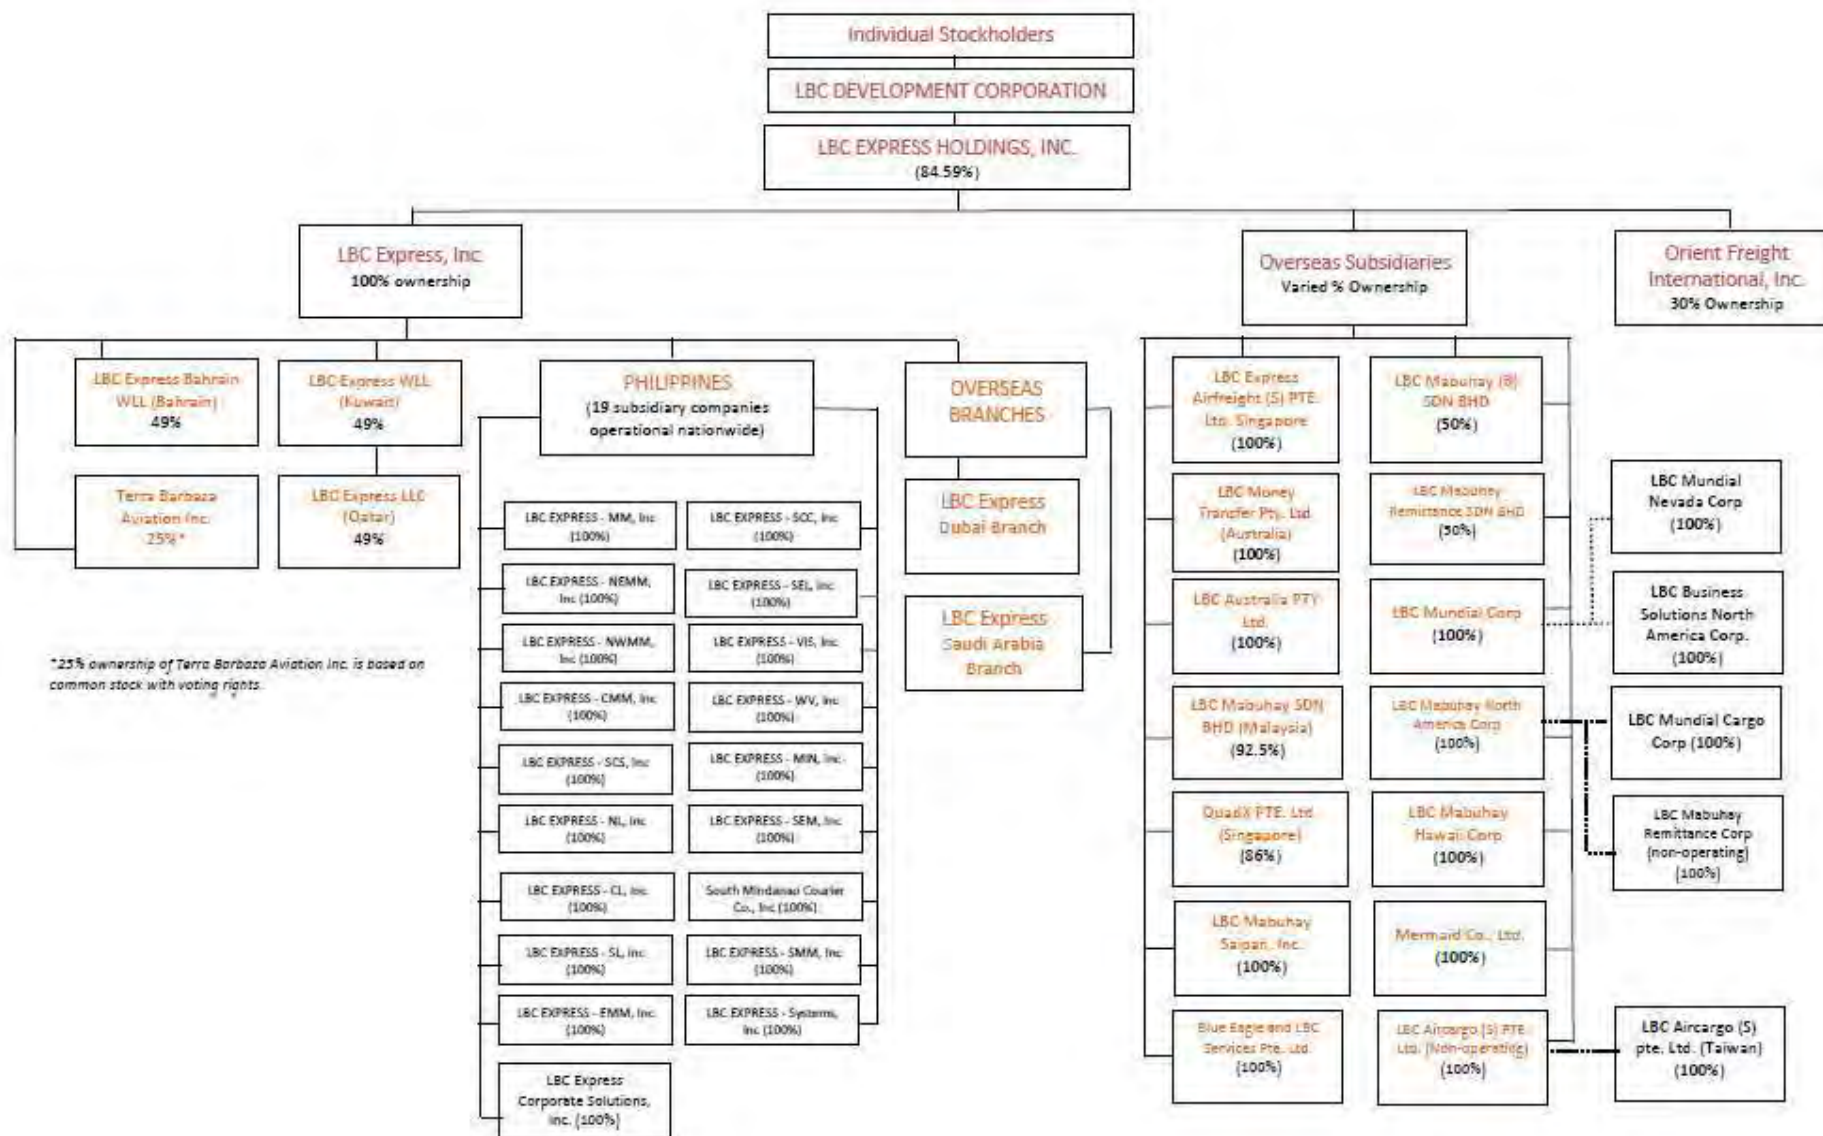 Individual Stockholders
LBC DEVELOPMENT CORPORATION
LBC EXPRESS HOLDINGS, INC.
(84.59%)
LBC Express, Inc.
100% ownership
Overseas Subsidiaries
Varied % Ownership
Orient Freight
International, Inc.
30% Ownership
LBC Express Bahrain
WLL (Bahrain)
49%
LBC Express WLL
(Kuwait)
49%
Terra Barbaza
Aviation Inc.
25%*
LBC Express LLC
(Qatar)
49%
*25% ownership of Terra Barbaza Aviation Inc. is based on
common stock with voting rights.
PHILIPPINES
(19 subsidiary companies
operational nationwide)
LBC EXPRESS - MM, Inc
(100%)
LBC EXPRESS - SCC, Inc
(100%)
LBC EXPRESS - NEMM,
Inc (100%)
LBC EXPRESS - SEL, Inc
(100%)
LBC EXPRESS - NWMM,
Inc (100%)
LBC EXPRESS - VIS, Inc
(100%)
LBC EXPRESS - CMM, Inc
(100%)
LBC EXPRESS - WV, Inc
(100%)
LBC EXPRESS - SCS, Inc
(100%)
LBC EXPRESS - MIN, Inc.
(100%)
LBC EXPRESS - NL, Inc
(100%)
LBC EXPRESS - SEM, Inc
(100%)
LBC EXPRESS - CL, Inc
(100%)
South Mindanao Courier
Co., Inc (100%)
LBC EXPRESS - SL, Inc
(100%)
LBC EXPRESS - SMM, Inc
(100%)
LBC EXPRESS - EMM, Inc.
(100%)
LBC EXPRESS - Systems,
Inc (100%)
LBC Express
Corporate Solutions,
Inc. (100%)
OVERSEAS
BRANCHES
LBC Express
Dubai Branch
LBC Express
Saudi Arabia
Branch
LBC Express
Airfreight (S) PTE.
Ltd. Singapore
(100%)
LBC Mabuhay (B)
SDN BHD
(50%)
LBC Money
Transfer Pty. Ltd
(Australia)
(100%)
LBC Mabuhay
Remittance SDN BHD
(50%)
LBC Australia PTY
Ltd.
(100%)
LBC Mundial Corp
(100%)
LBC Mabuhay SDN
BHD (Malaysia)
(92.5%)
LBC Mabuhay North
America Corp
(100%)
QuadX PTE. Ltd
(Singapore)
(86%)
LBC Mabuhay
Hawaii Corp
(100%)
LBC Mabuhay
Saipan, Inc.
(100%)
Mermaid Co., Ltd.
(100%)
Blue Eagle and LBC
Services Pte. Ltd.
(100%)
LBC Aircargo (S) PTE
Ltd. (Non-operating)
(100%)
LBC Mundial
Nevada Corp
(100%)
LBC Business
Solutions North
America Corp.
(100%)
LBC Mundial Cargo
Corp (100%)
LBC Mabuhay
Remittance Corp
(non-operating)
(100%)
LBC Aircargo (S)
pte. Ltd. (Taiwan)
(100%)